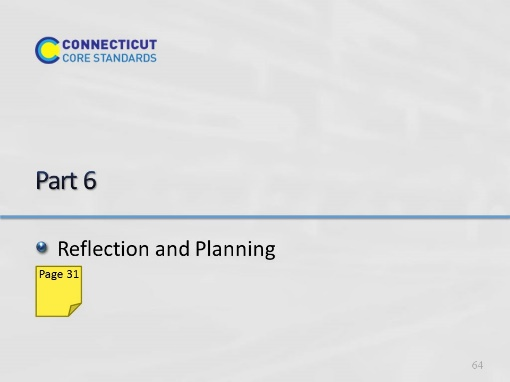 CONNECTICUT
CORE STANDARDS
Part 6
Reflection and Planning
Page 31
64